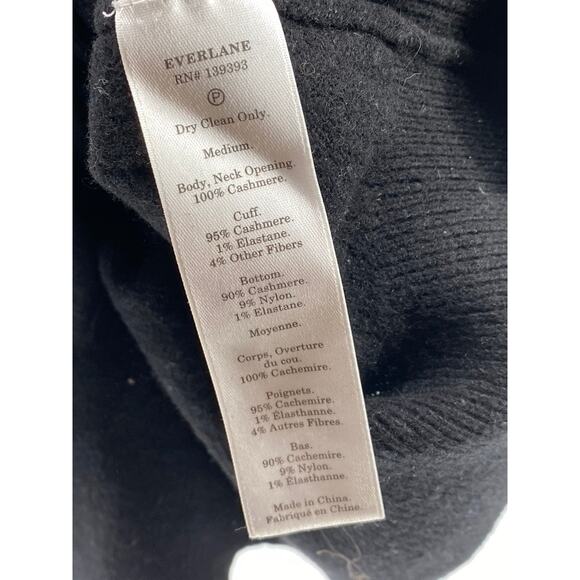 EVERLANE
RN# 139393
P
Dry Clean Only.
Medium.
Body, Neck Opening.
100% Cashmere.
Cuff.
95% Cashmere.
1% Elastane.
4% Other Fibers
Bottom.
90% Cashmere.
9% Nylon.
1% Elastane.
Moyenne.
Corps, Overture
du cou.
100% Cachemire.
Poignets.
95% Cachemire.
1% Élasthanne.
4% Autres Fibres.
Bas.
90% Cachemire.
9% Nylon.
1% Élasthanne.
Made in China.
Fabriqué en Chine.